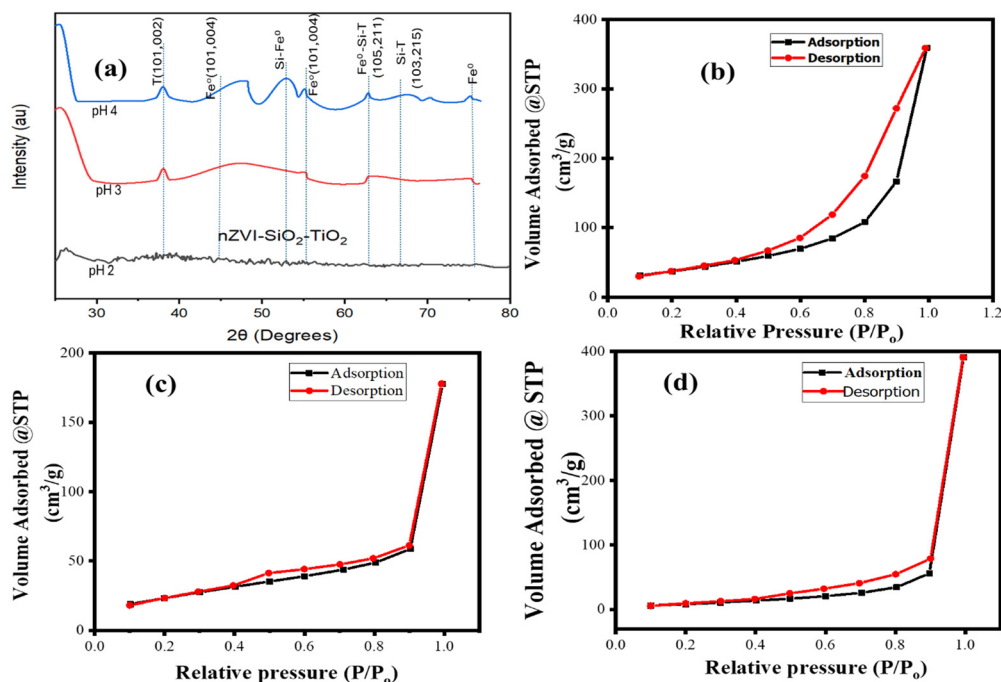 (a)
T(101,002)
Fe⁰(101,004)
Si-Fe⁰
Fe⁰(101,004)
Fe⁰-Si-T
(105,211)
Si-T
(103,215)
Fe⁰
pH 4
pH 3
nZVI-SiO₂-TiO₂
pH 2
Intensity (au)
30 40 50 60 70 80
2θ (Degrees)
(b)
Adsorption
Desorption
Volume Adsorbed @STP
(cm³/g)
400
300
200
100
0
0.0 0.2 0.4 0.6 0.8 1.0 1.2
Relative Pressure (P/Pₒ)
(c)
Adsorption
Desorption
Volume Adsorbed @STP
(cm³/g)
200
150
100
50
0
0.0 0.2 0.4 0.6 0.8 1.0
Relative pressure (P/Pₒ)
(d)
Adsorption
Desorption
Volume Adsorbed @ STP
(cm³/g)
400
300
200
100
0
0.0 0.2 0.4 0.6 0.8 1.0
Relative pressure (P/Pₒ)